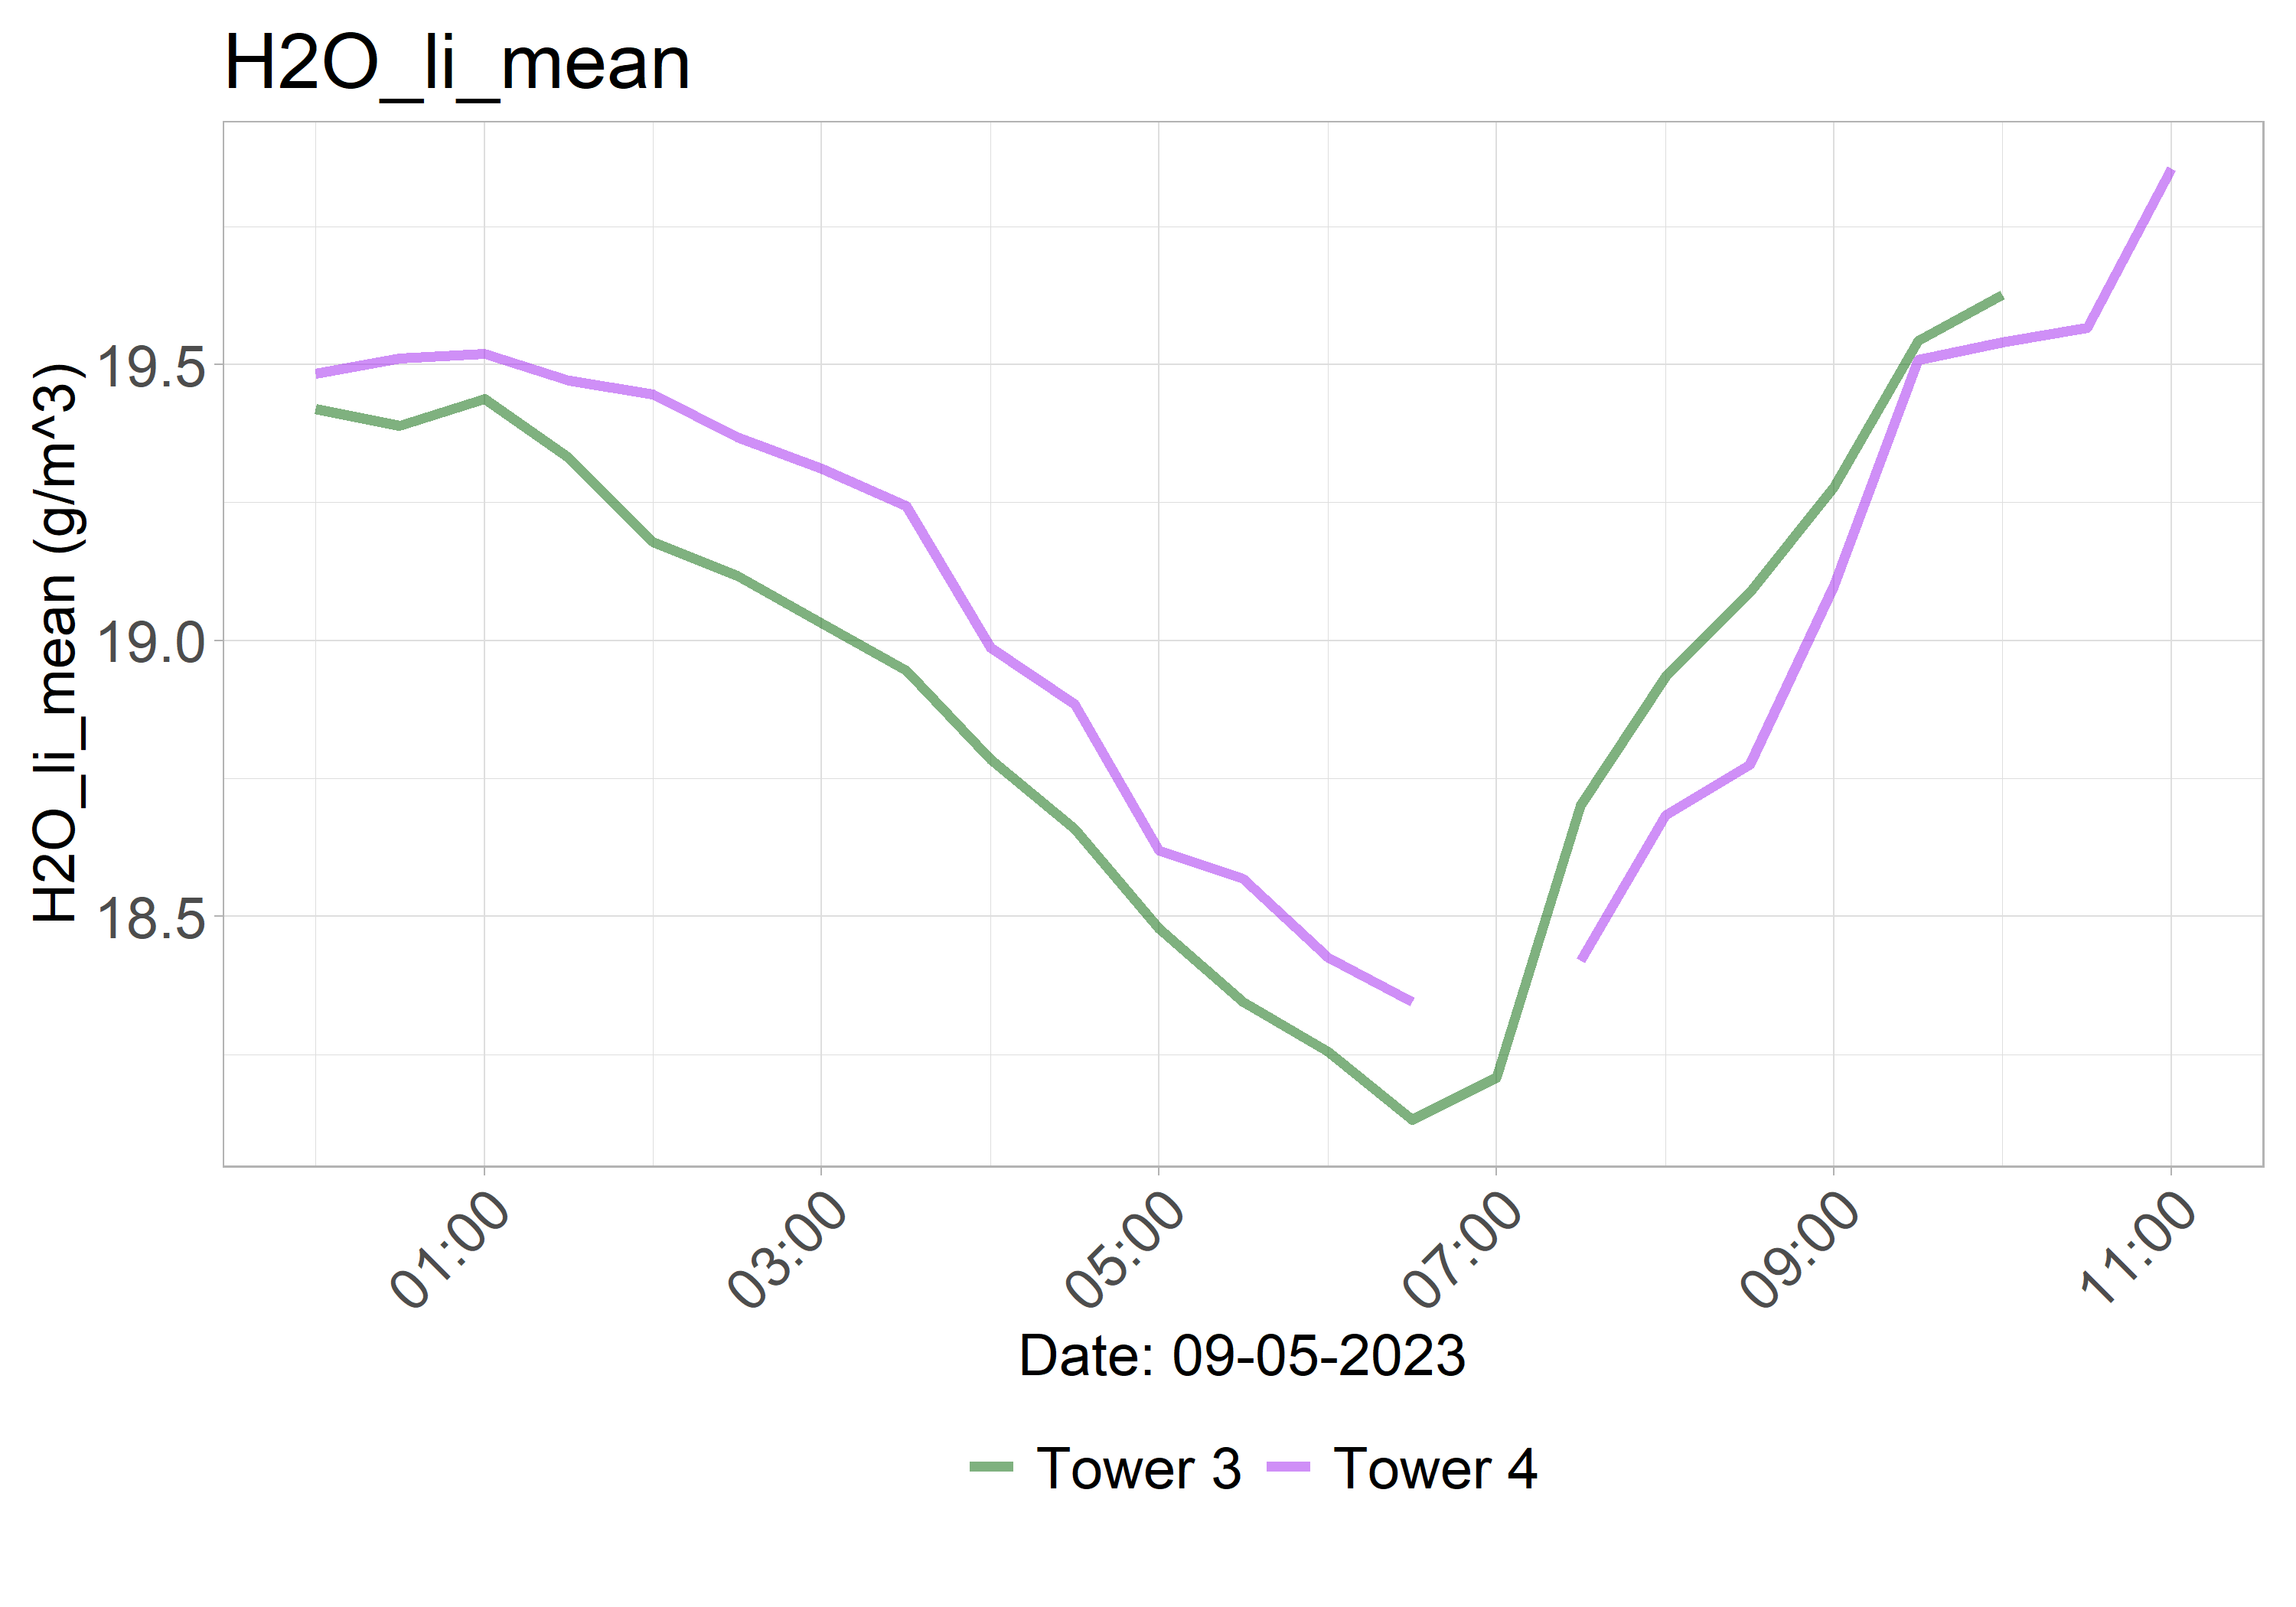 H2O_li_mean
H2O_li_mean (g/m^3)
19.5
19.0
18.5
01:00
03:00
05:00
07:00
09:00
11:00
Date: 09-05-2023
Tower 3
Tower 4